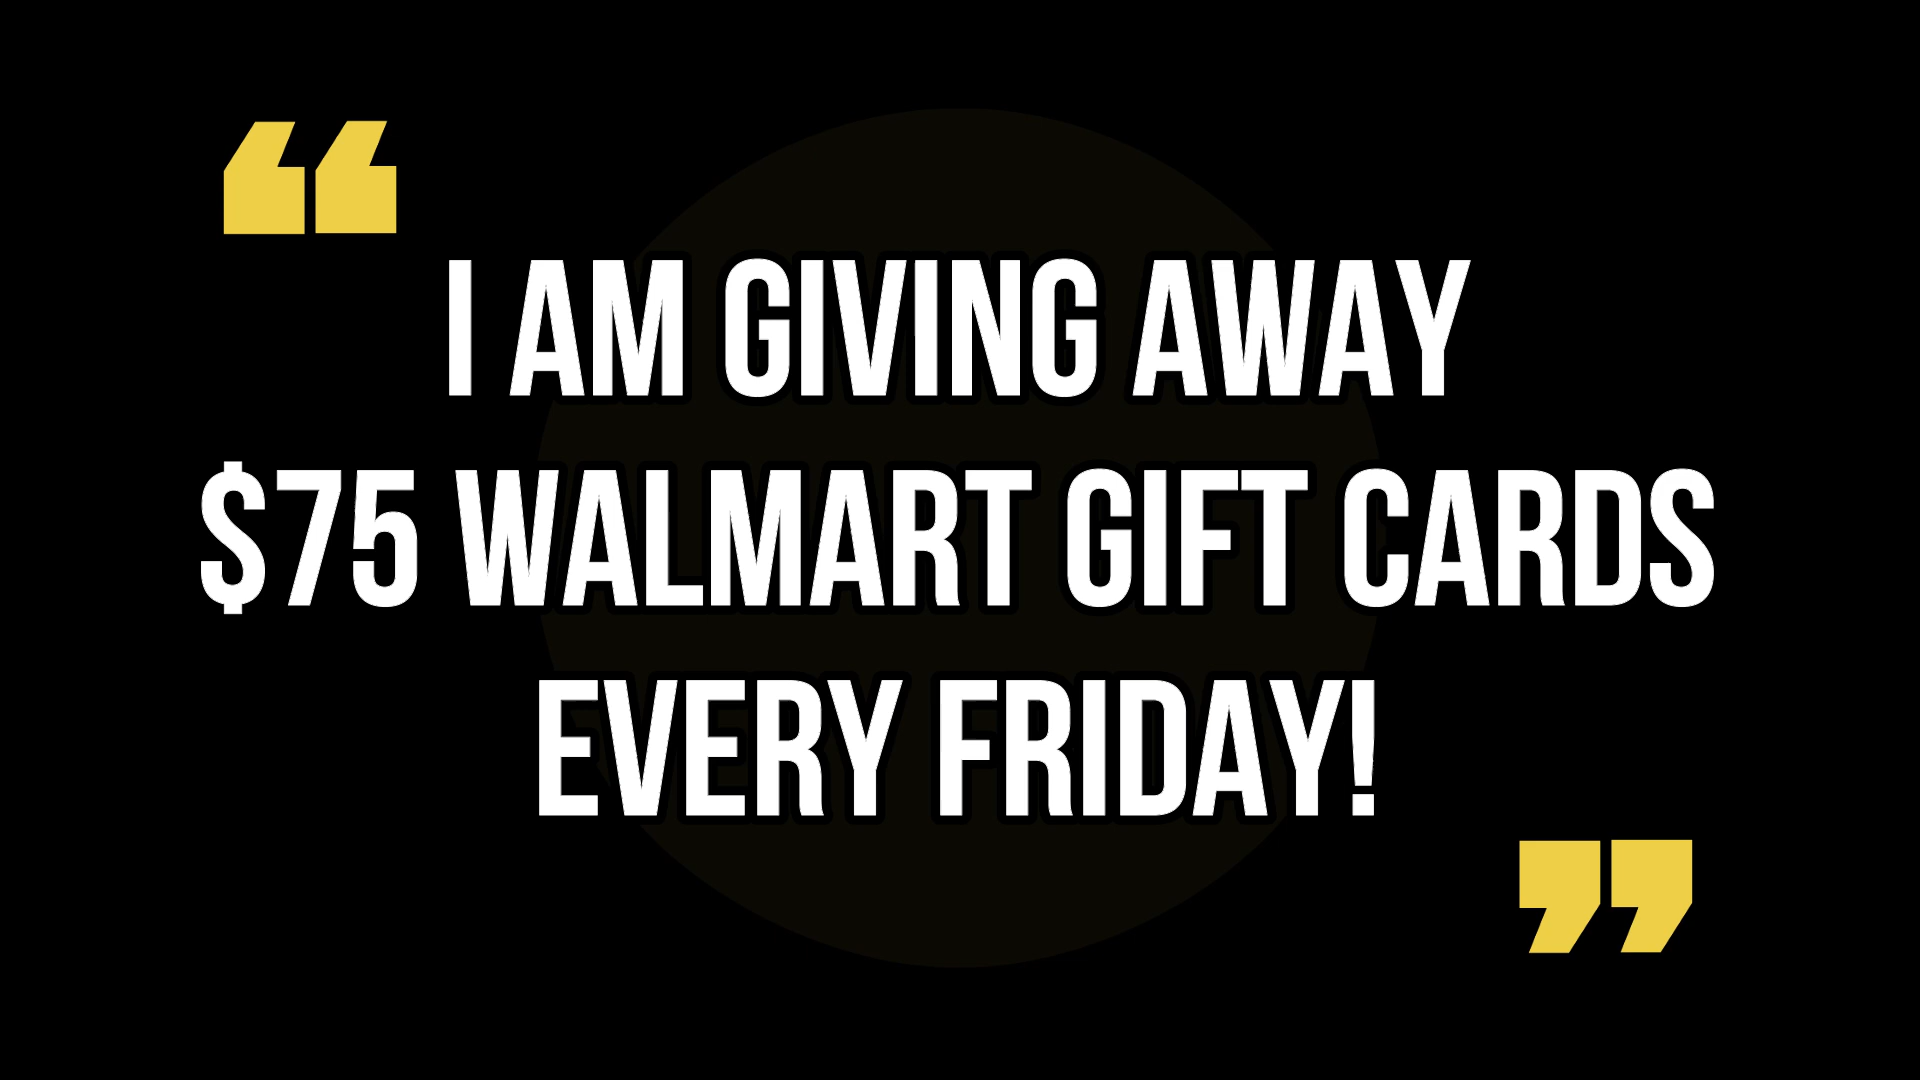 “
I AM GIVING AWAY
$75 WALMART GIFT CARDS
EVERY FRIDAY!
”